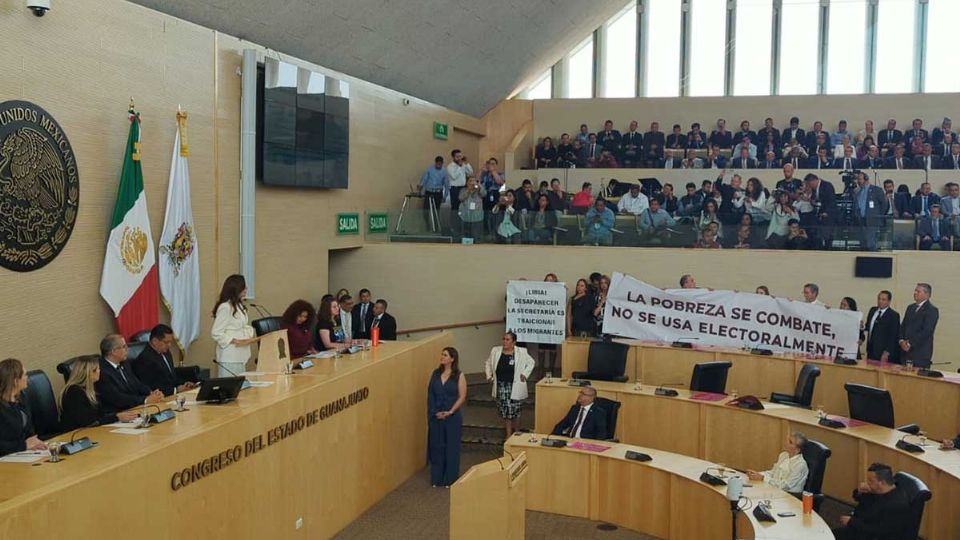 UNIDOS MEXICANOS
SALIDA
SALIDA
¡LIBIA!
DESAPARECER
LA SECRETARÍA ES
TRAICIONAR
A LOS MIGRANTES
LA POBREZA SE COMBATE,
NO SE USA ELECTORALMENTE
CONGRESO DEL ESTADO DE GUANAJUATO